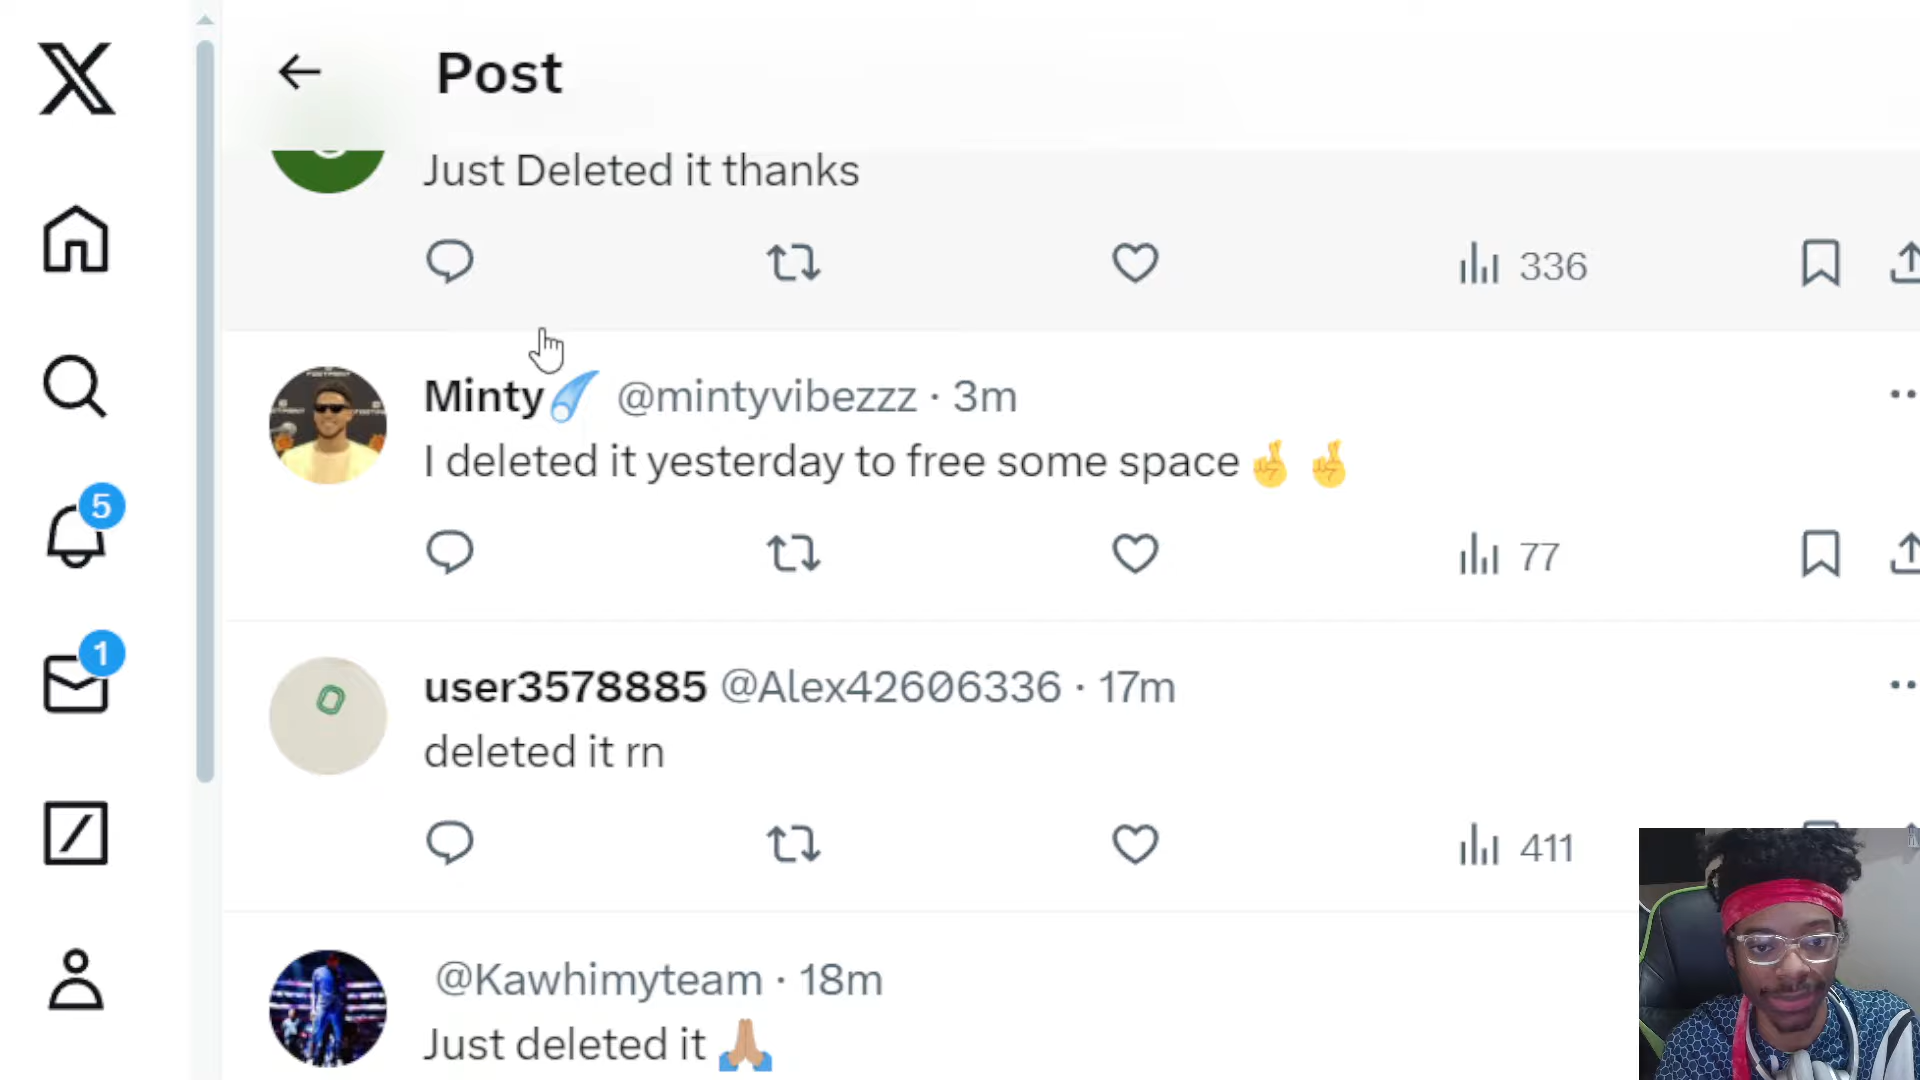 Post
Just Deleted it thanks
336
Minty @mintyvibezzz · 3m
I deleted it yesterday to free some space 🤞 🤞
77
5
1
user3578885 @Alex42606336 · 17m
deleted it rn
411
@Kawhimyteam · 18m
Just deleted it 🙏🏽